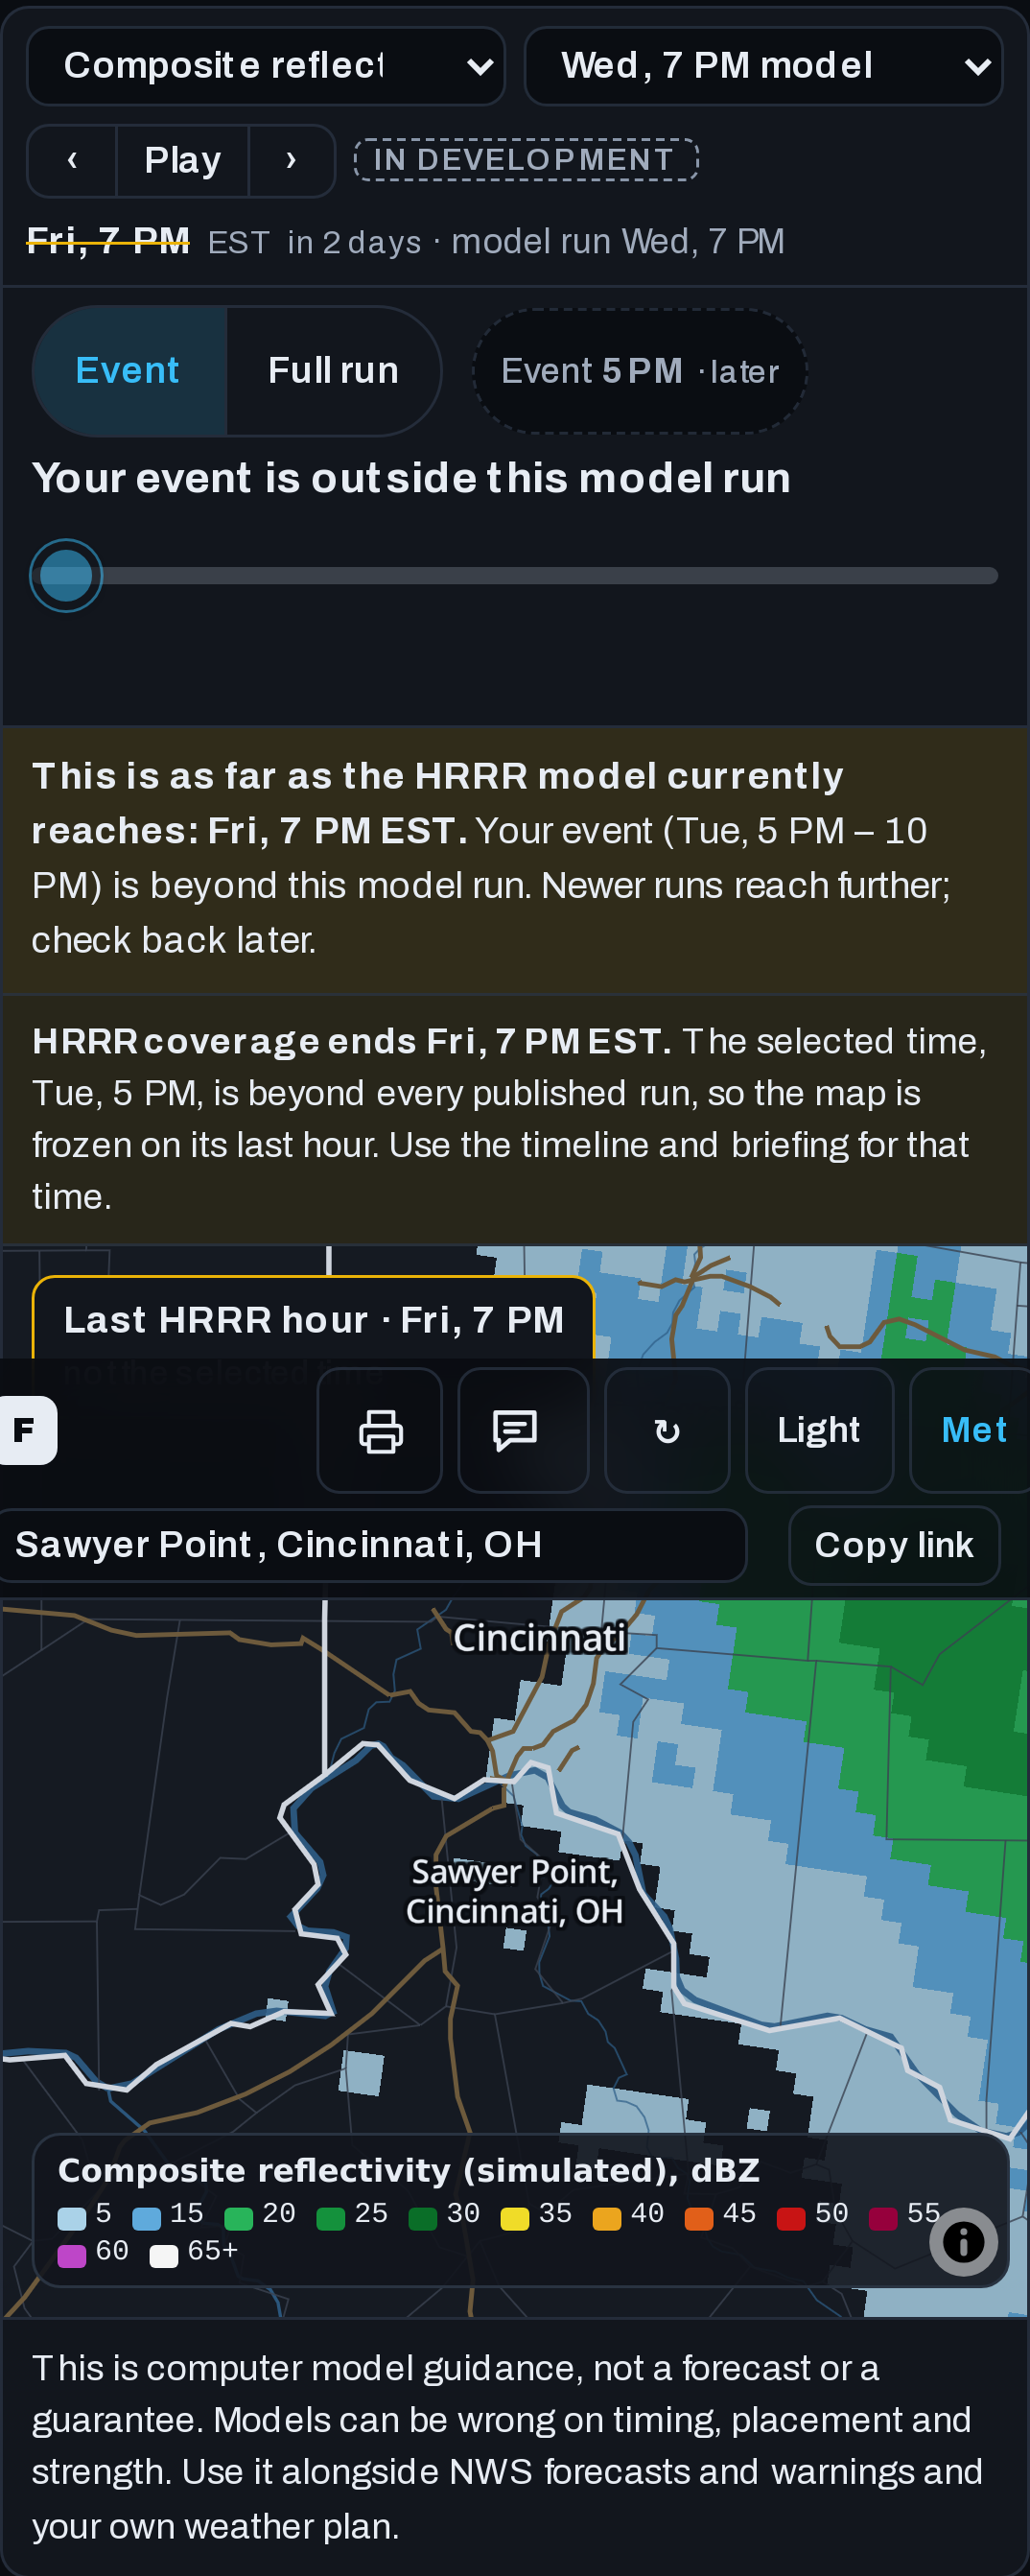 Composite reflect
Wed, 7 PM model
‹ Play › IN DEVELOPMENT
Fri, 7 PM EST in 2 days · model run Wed, 7 PM
Event Full run Event 5 PM · later
Your event is outside this model run
This is as far as the HRRR model currently
reaches: Fri, 7 PM EST. Your event (Tue, 5 PM – 10
PM) is beyond this model run. Newer runs reach further;
check back later.
HRRR coverage ends Fri, 7 PM EST. The selected time,
Tue, 5 PM, is beyond every published run, so the map is
frozen on its last hour. Use the timeline and briefing for that
time.
Last HRRR hour · Fri, 7 PM
not the selected time
F ↻ Light Met
Sawyer Point, Cincinnati, OH Copy link
Cincinnati
Sawyer Point,
Cincinnati, OH
Composite reflectivity (simulated), dBZ
5 15 20 25 30 35 40 45 50 55
60 65+
This is computer model guidance, not a forecast or a
guarantee. Models can be wrong on timing, placement and
strength. Use it alongside NWS forecasts and warnings and
your own weather plan.